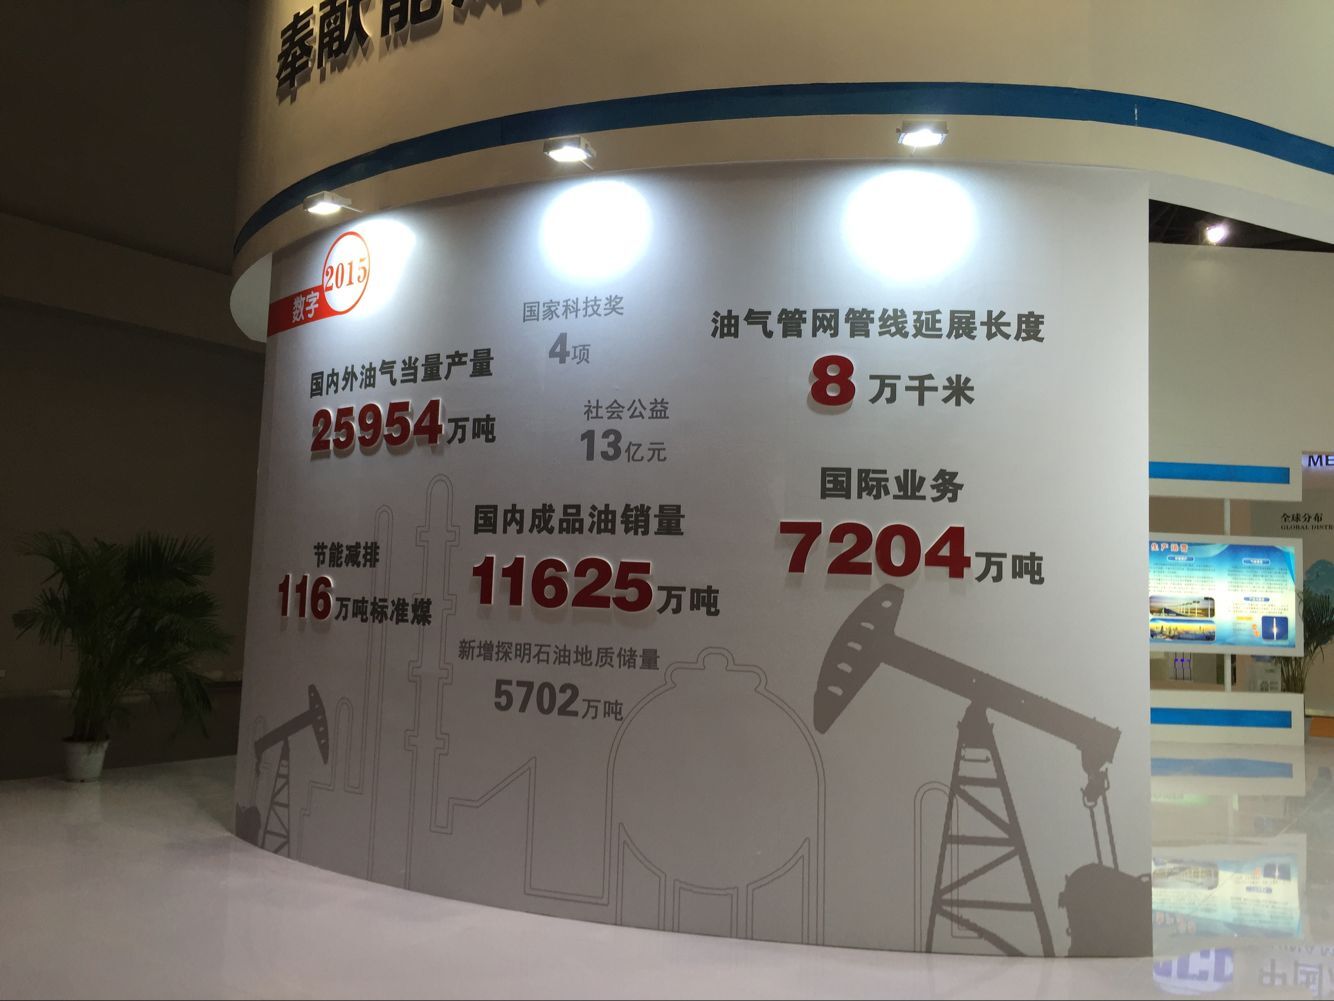 奉献能
2015
数字
国内外油气当量产量
25954万吨
国家科技奖
4项
社会公益
13亿元
油气管网管线延展长度
8万千米
国际业务
7204万吨
节能减排
116万吨标准煤
国内成品油销量
11625万吨
新增探明石油地质储量
5702万吨
ME
全球分布
GLOBAL DISTR
生产运营